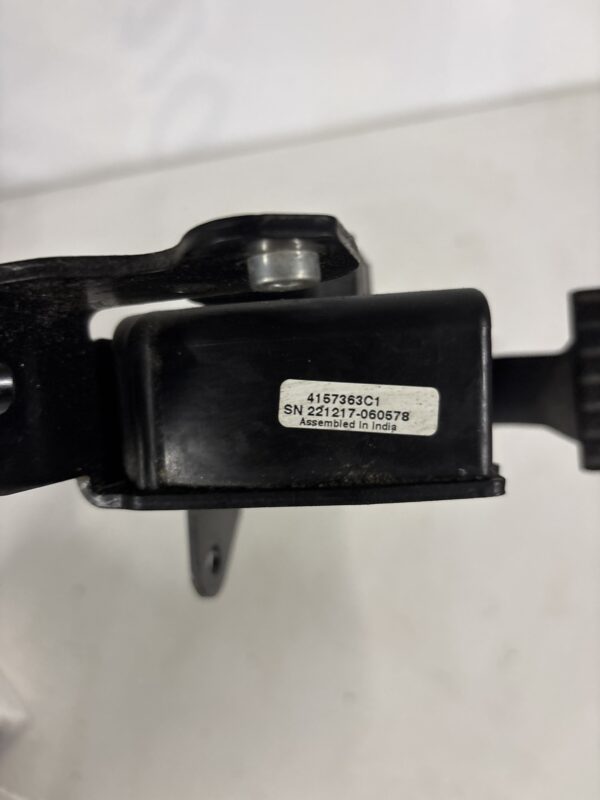 4157363C1
SN 221217-060578
Assembled In India